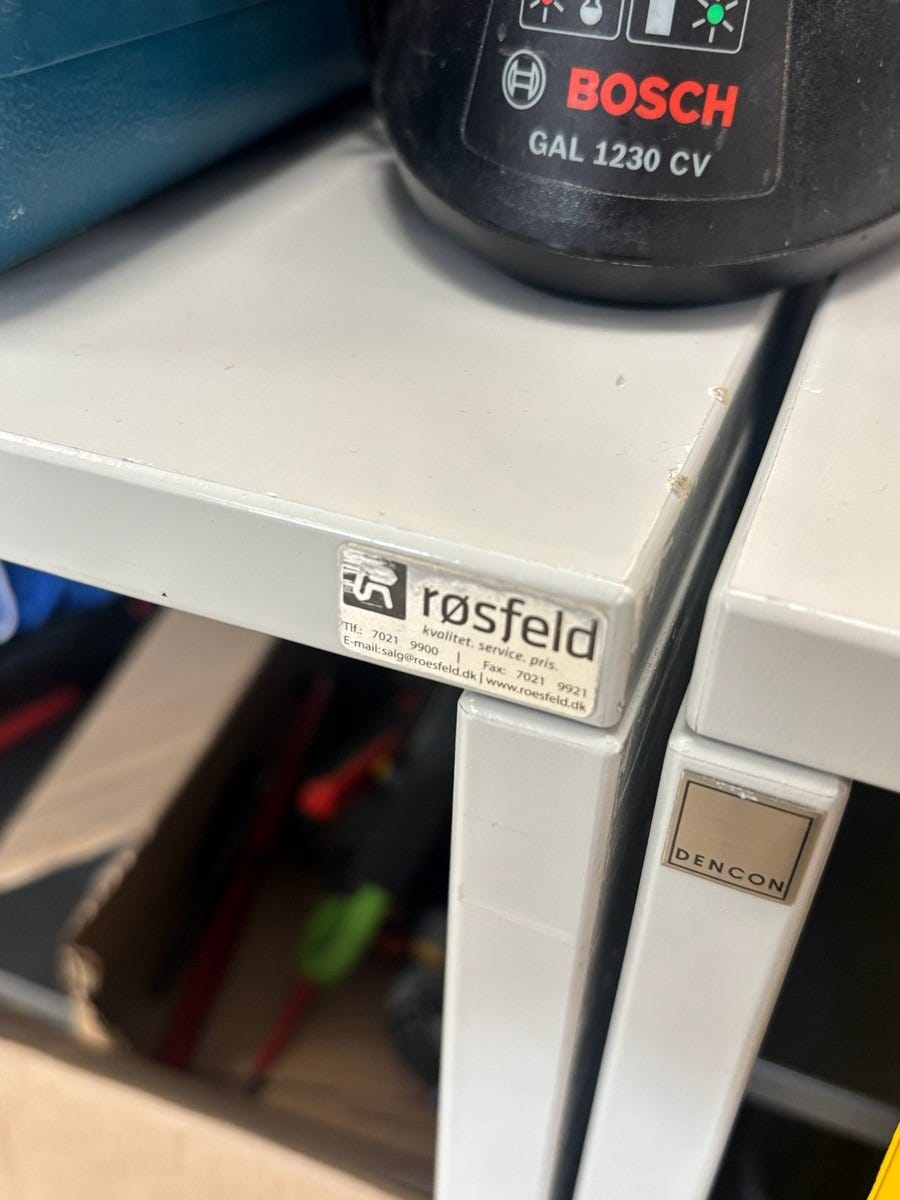 BOSCH
GAL 1230 CV
røsfeld
kvalitet. service. pris.
Tlf.: 7021 9900 | Fax: 7021 9921
E-mail: salg@roesfeld.dk | www.roesfeld.dk
DENCON